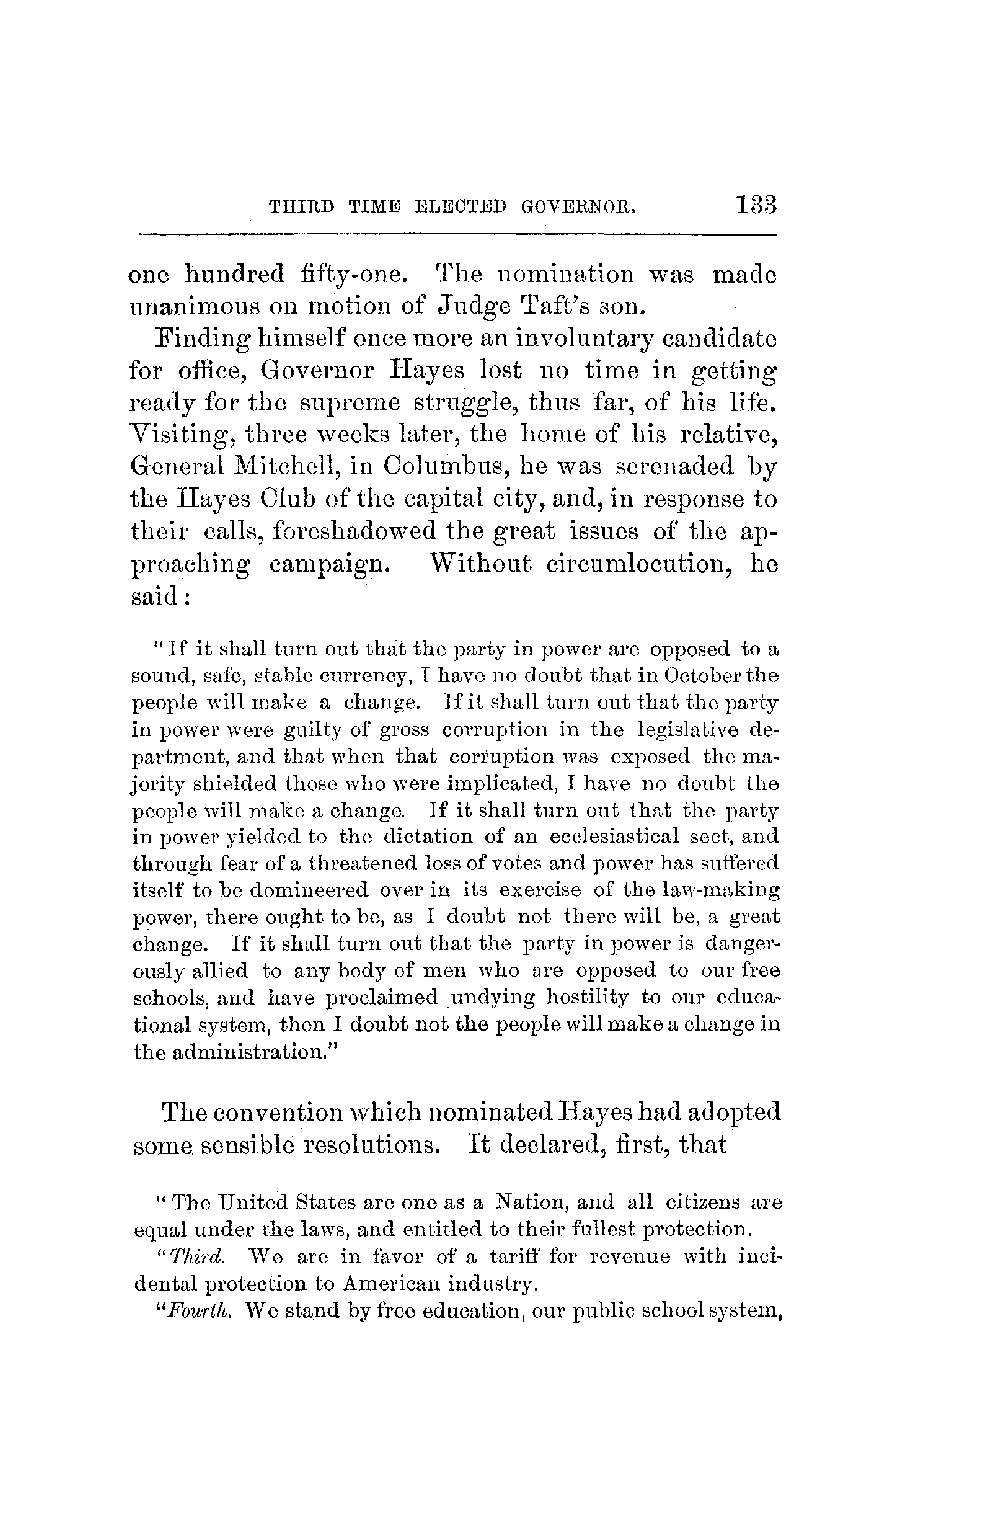 THIRD TIME ELECTED GOVERNOR. 133
one hundred fifty-one. The nomination was made
unanimous on motion of Judge Taft's son.
Finding himself once more an involuntary candidate
for office, Governor Hayes lost no time in getting
ready for the supreme struggle, thus far, of his life.
Visiting, three weeks later, the home of his relative,
General Mitchell, in Columbus, he was serenaded by
the Hayes Club of the capital city, and, in response to
their calls, foreshadowed the great issues of the ap-
proaching campaign. Without circumlocution, he
said:
"If it shall turn out that the party in power are opposed to a
sound, safe, stable currency, I have no doubt that in October the
people will make a change. If it shall turn out that the party
in power were guilty of gross corruption in the legislative de-
partment, and that when that corruption was exposed the ma-
jority shielded those who were implicated, I have no doubt the
people will make a change. If it shall turn out that the party
in power yielded to the dictation of an ecclesiastical sect, and
through fear of a threatened loss of votes and power has suffered
itself to be domineered over in its exercise of the law-making
power, there ought to be, as I doubt not there will be, a great
change. If it shall turn out that the party in power is danger-
ously allied to any body of men who are opposed to our free
schools, and have proclaimed undying hostility to our educa-
tional system, then I doubt not the people will make a change in
the administration."
The convention which nominated Hayes had adopted
some sensible resolutions. It declared, first, that
"The United States are one as a Nation, and all citizens are
equal under the laws, and entitled to their fullest protection.
"Third. We are in favor of a tariff for revenue with inci-
dental protection to American industry.
"Fourth. We stand by free education, our public school system,